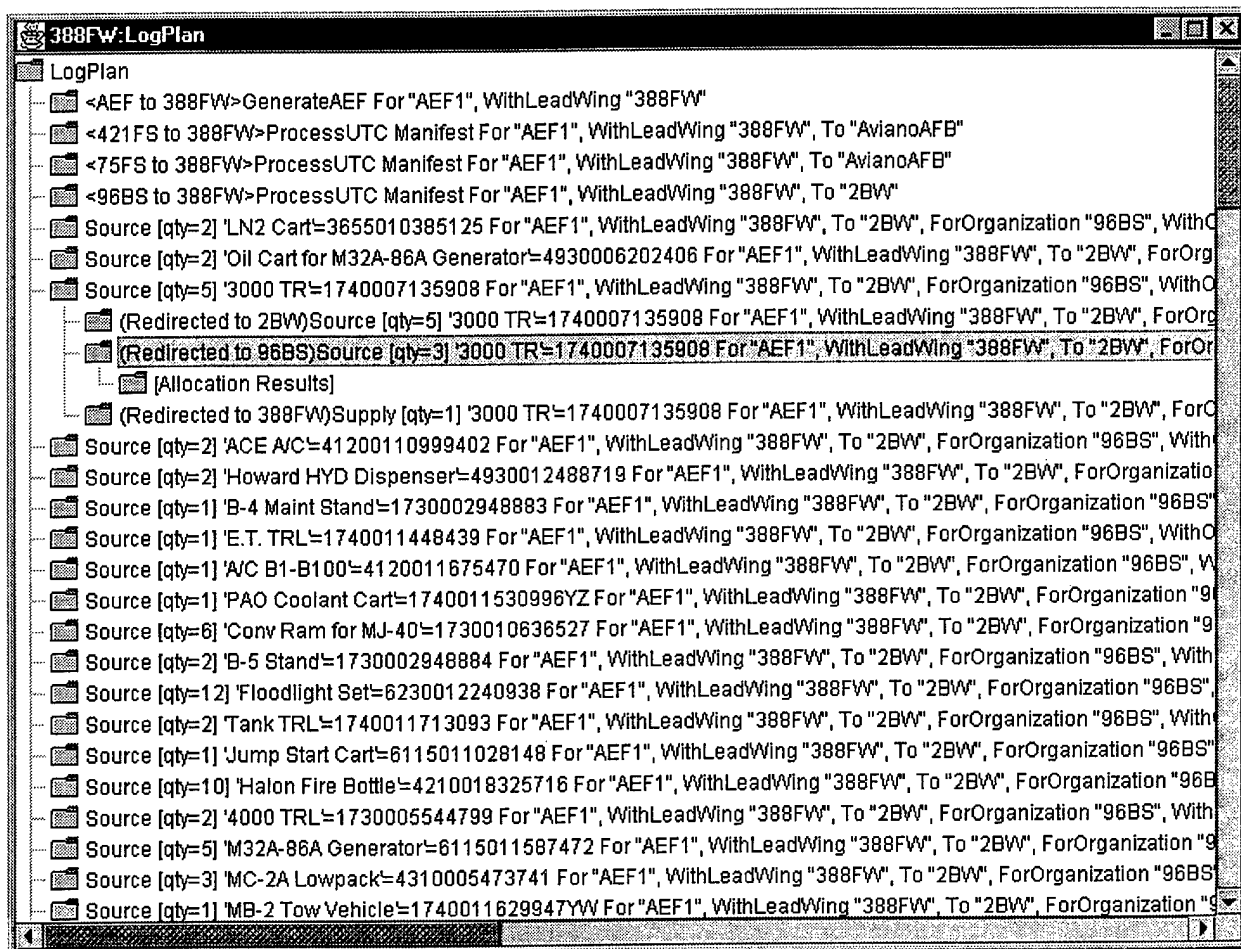 388FW:LogPlan
LogPlan
<AEF to 388FW>GenerateAEF For "AEF1", WithLeadWing "388FW"
<421FS to 388FW>ProcessUTC Manifest For "AEF1", WithLeadWing "388FW", To "AvianoAFB"
<75FS to 388FW>ProcessUTC Manifest For "AEF1", WithLeadWing "388FW", To "AvianoAFB"
<96BS to 388FW>ProcessUTC Manifest For "AEF1", WithLeadWing "388FW", To "2BW"
Source [qty=2] 'LN2 Cart'=3655010385125 For "AEF1", WithLeadWing "388FW", To "2BW", ForOrganization "96BS", WithO
Source [qty=2] 'Oil Cart for M32A-86A Generator'=4930006202406 For "AEF1", WithLeadWing "388FW", To "2BW", ForOrg
Source [qty=5] '3000 TR'=1740007135908 For "AEF1", WithLeadWing "388FW", To "2BW", ForOrganization "96BS", WithO
(Redirected to 2BW)Source [qty=5] '3000 TR'=1740007135908 For "AEF1", WithLeadWing "388FW", To "2BW", ForOrg
(Redirected to 96BS)Source [qty=3] '3000 TR'=1740007135908 For "AEF1", WithLeadWing "388FW", To "2BW", ForOr
[Allocation Results]
(Redirected to 388FW)Supply [qty=1] '3000 TR'=1740007135908 For "AEF1", WithLeadWing "388FW", To "2BW", ForO
Source [qty=2] 'ACE A/C'=41200110999402 For "AEF1", WithLeadWing "388FW", To "2BW", ForOrganization "96BS", With
Source [qty=2] 'Howard HYD Dispenser'=4930012488719 For "AEF1", WithLeadWing "388FW", To "2BW", ForOrganizatio
Source [qty=1] 'B-4 Maint Stand'=1730002948883 For "AEF1", WithLeadWing "388FW", To "2BW", ForOrganization "96BS"
Source [qty=1] 'E.T. TRL'=1740011448439 For "AEF1", WithLeadWing "388FW", To "2BW", ForOrganization "96BS", WithO
Source [qty=1] 'A/C B1-B100'=4120011675470 For "AEF1", WithLeadWing "388FW", To "2BW", ForOrganization "96BS", W
Source [qty=1] 'PAO Coolant Cart'=1740011530996YZ For "AEF1", WithLeadWing "388FW", To "2BW", ForOrganization "9
Source [qty=6] 'Conv Ram for MJ-40'=1730010636527 For "AEF1", WithLeadWing "388FW", To "2BW", ForOrganization "9
Source [qty=2] 'B-5 Stand'=1730002948884 For "AEF1", WithLeadWing "388FW", To "2BW", ForOrganization "96BS", With
Source [qty=12] 'Floodlight Set'=6230012240938 For "AEF1", WithLeadWing "388FW", To "2BW", ForOrganization "96BS",
Source [qty=2] 'Tank TRL'=1740011713093 For "AEF1", WithLeadWing "388FW", To "2BW", ForOrganization "96BS", With
Source [qty=1] 'Jump Start Cart'=6115011028148 For "AEF1", WithLeadWing "388FW", To "2BW", ForOrganization "96BS"
Source [qty=10] 'Halon Fire Bottle'=4210018325716 For "AEF1", WithLeadWing "388FW", To "2BW", ForOrganization "96B
Source [qty=2] '4000 TRL'=1730005544799 For "AEF1", WithLeadWing "388FW", To "2BW", ForOrganization "96BS", With
Source [qty=5] 'M32A-86A Generator'=6115011587472 For "AEF1", WithLeadWing "388FW", To "2BW", ForOrganization "9
Source [qty=3] 'MC-2A Lowpack'=4310005473741 For "AEF1", WithLeadWing "388FW", To "2BW", ForOrganization "96BS"
Source [qty=1] 'MB-2 Tow Vehicle'=1740011629947YW For "AEF1", WithLeadWing "388FW", To "2BW", ForOrganization "9